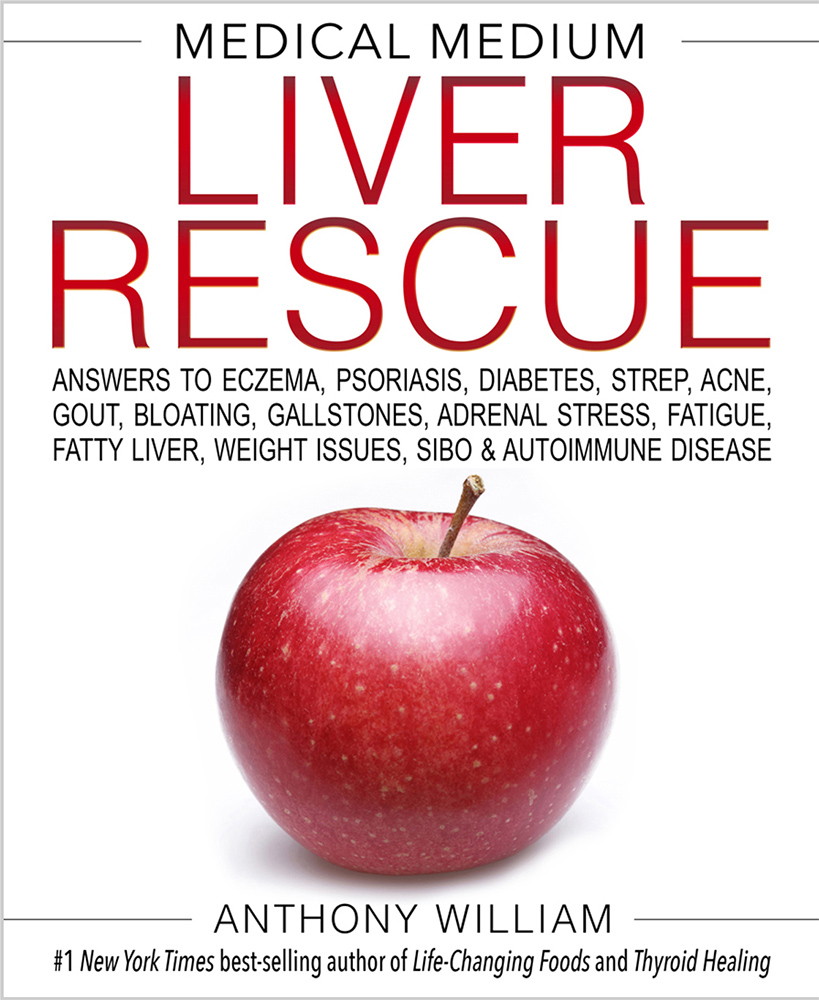 MEDICAL MEDIUM
LIVER
RESCUE
ANSWERS TO ECZEMA, PSORIASIS, DIABETES, STREP, ACNE,
GOUT, BLOATING, GALLSTONES, ADRENAL STRESS, FATIGUE,
FATTY LIVER, WEIGHT ISSUES, SIBO & AUTOIMMUNE DISEASE
ANTHONY WILLIAM
#1 New York Times best-selling author of Life-Changing Foods and Thyroid Healing